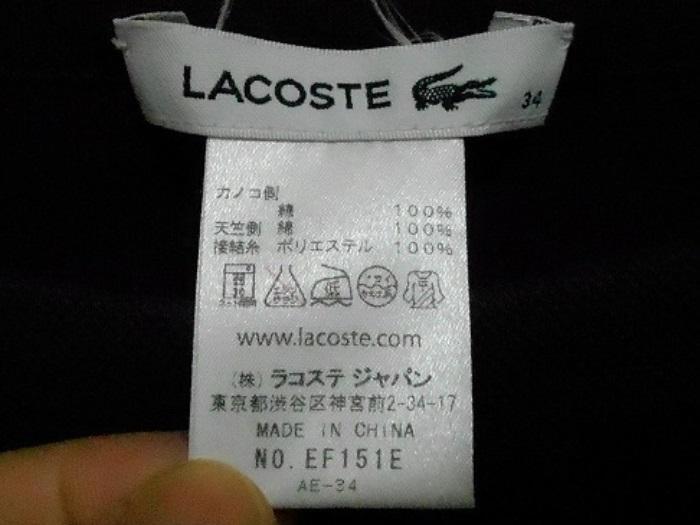 LACOSTE
34
カノコ側
綿 100%
天竺側 綿 100%
接結糸 ポリエステル 100%
低
www.lacoste.com
(株) ラコステ ジャパン
東京都渋谷区神宮前2-34-17
MADE IN CHINA
NO. EF151E
AE-34